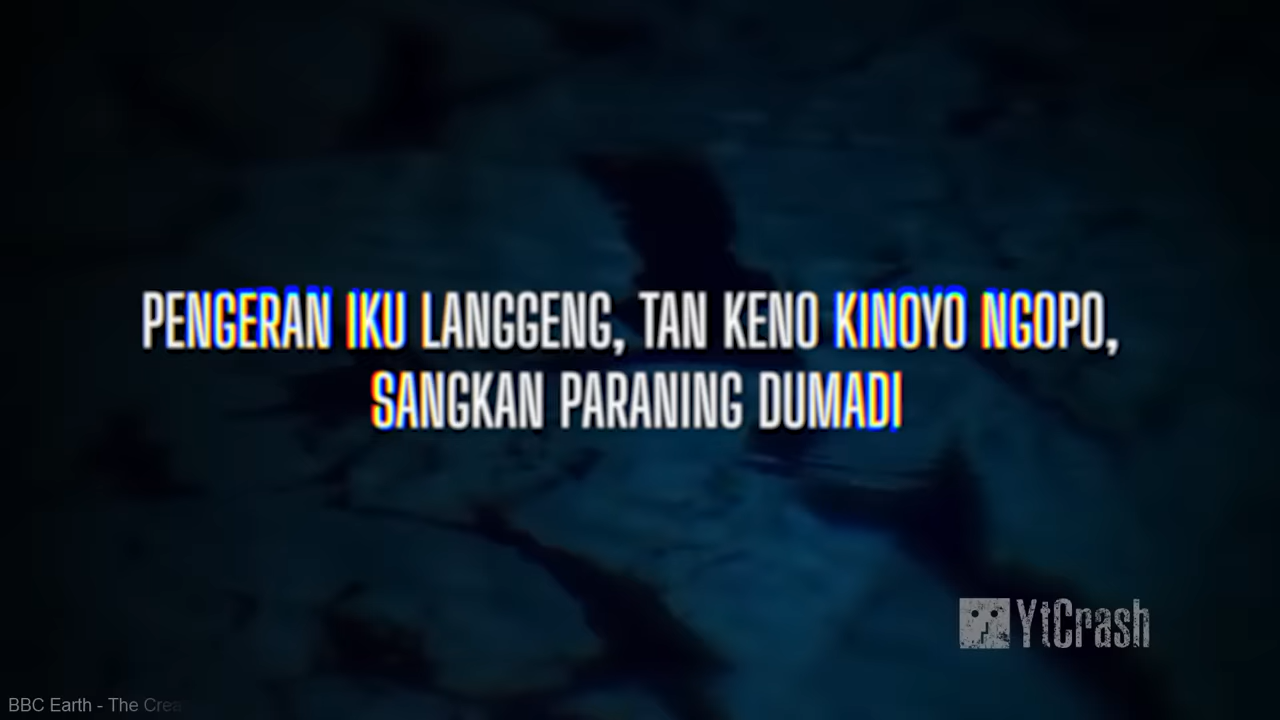 PENGERAN IKU LANGGENG, TAN KENO KINOYO NGOPO,
SANGKAN PARANING DUMADI
YtCrash
BBC Earth - The Crea